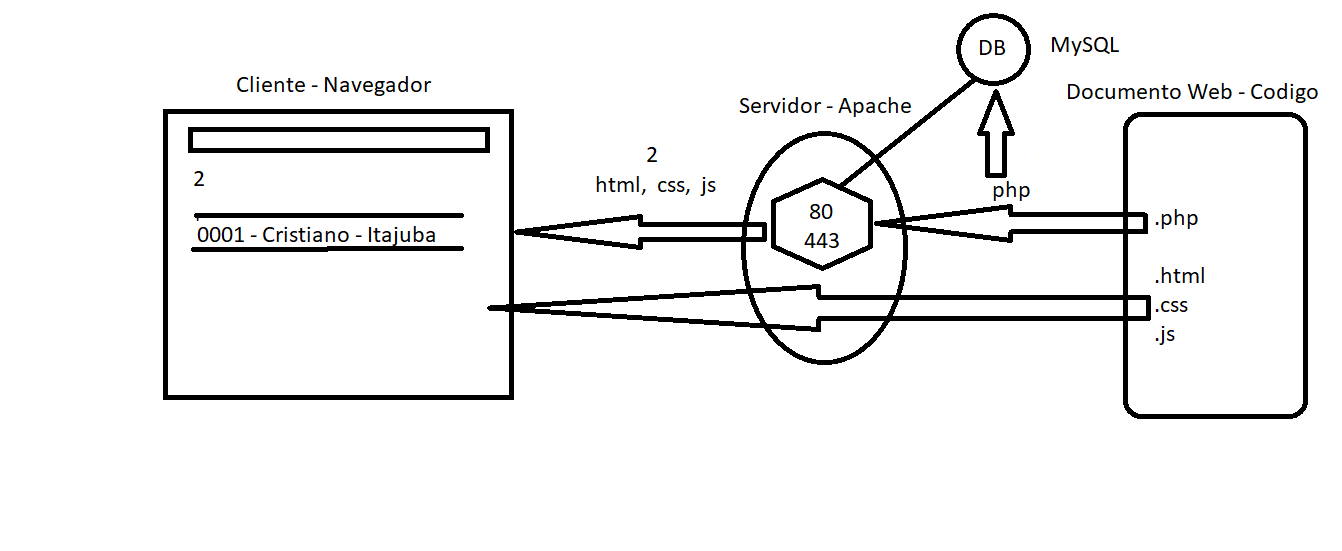 DB
MySQL
Cliente - Navegador
Documento Web - Codigo
Servidor - Apache
2
html, css, js
2
0001 - Cristiano - Itajuba
80
443
php
.php
.html
.css
.js